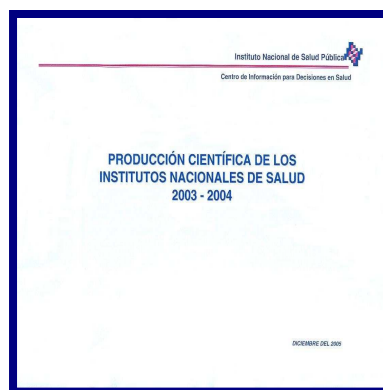 Instituto Nacional de Salud Pública
Centro de Información para Decisiones en Salud
PRODUCCIÓN CIENTÍFICA DE LOS
INSTITUTOS NACIONALES DE SALUD
2003 - 2004
DICIEMBRE DEL 2005